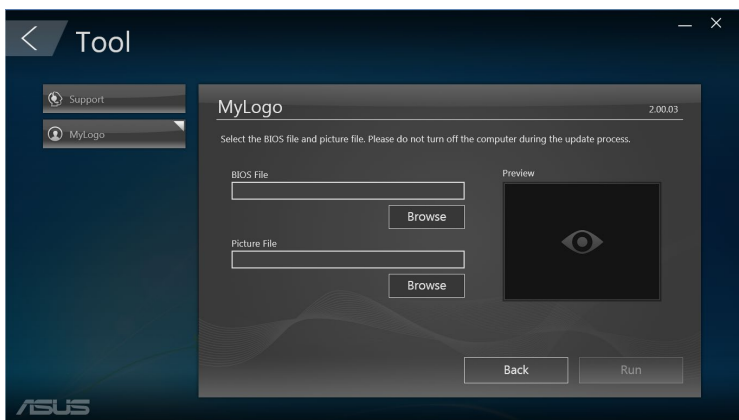 Tool
Support
MyLogo
MyLogo
2.00.03
Select the BIOS file and picture file. Please do not turn off the computer during the update process.
BIOS File
Browse
Picture File
Browse
Preview
Back
Run
ASUS